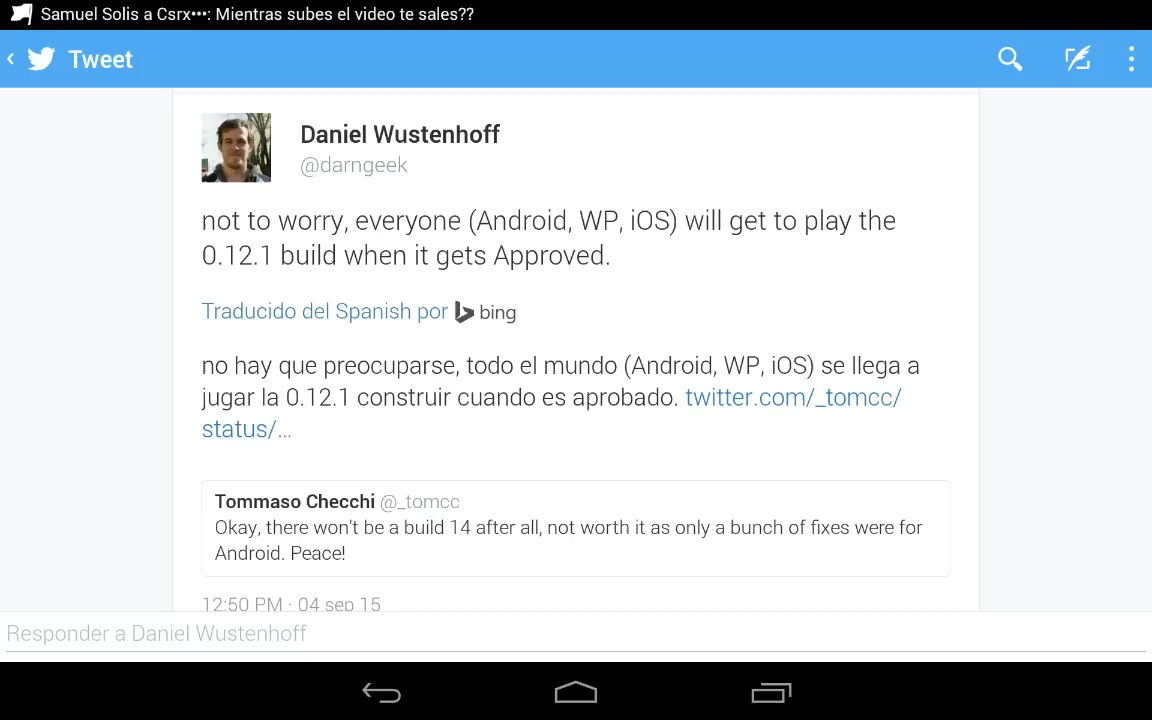 Samuel Solis a Csrx•••: Mientras subes el video te sales??
Tweet
Daniel Wustenhoff
@darngeek
not to worry, everyone (Android, WP, iOS) will get to play the
0.12.1 build when it gets Approved.
Traducido del Spanish por bing
no hay que preocuparse, todo el mundo (Android, WP, iOS) se llega a
jugar la 0.12.1 construir cuando es aprobado. twitter.com/_tomcc/
status/…
Tommaso Checchi @_tomcc
Okay, there won't be a build 14 after all, not worth it as only a bunch of fixes were for
Android. Peace!
12:50 PM · 04 sep 15
Responder a Daniel Wustenhoff